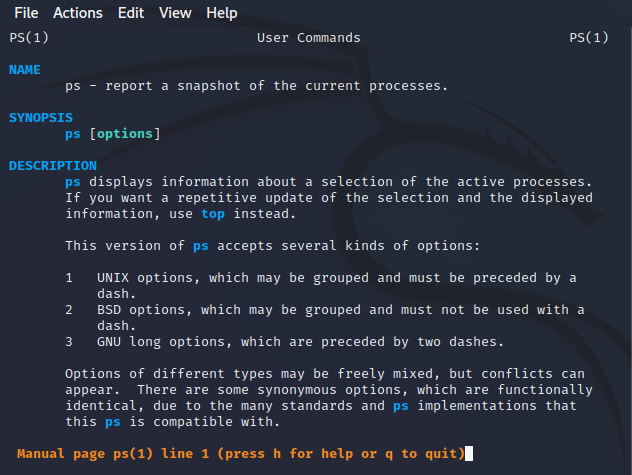 File Actions Edit View Help
PS(1) User Commands PS(1)
NAME
ps - report a snapshot of the current processes.
SYNOPSIS
ps [options]
DESCRIPTION
ps displays information about a selection of the active processes.
If you want a repetitive update of the selection and the displayed
information, use top instead.
This version of ps accepts several kinds of options:
1 UNIX options, which may be grouped and must be preceded by a
dash.
2 BSD options, which may be grouped and must not be used with a
dash.
3 GNU long options, which are preceded by two dashes.
Options of different types may be freely mixed, but conflicts can
appear. There are some synonymous options, which are functionally
identical, due to the many standards and ps implementations that
this ps is compatible with.
Manual page ps(1) line 1 (press h for help or q to quit)